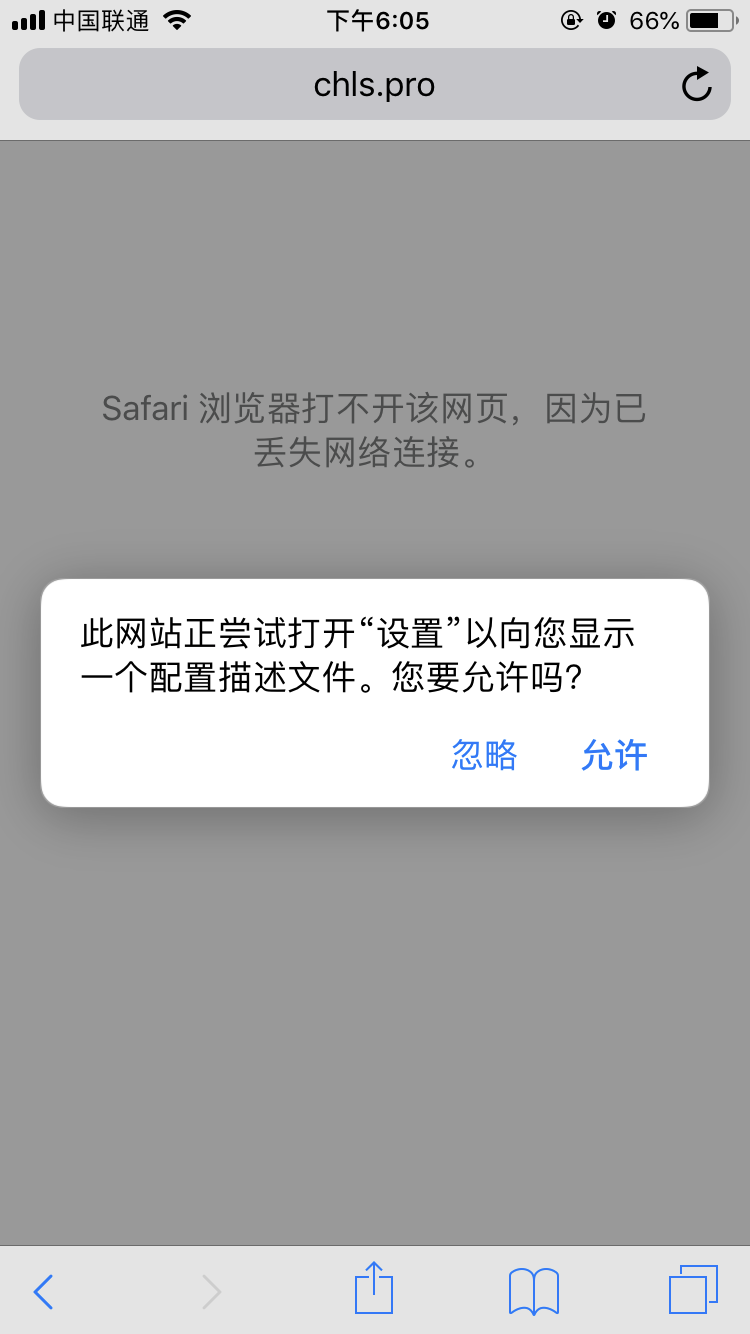 中国联通 下午6:05 66%
chls.pro
Safari 浏览器打不开该网页，因为已
丢失网络连接。
此网站正尝试打开“设置”以向您显示
一个配置描述文件。您要允许吗?
忽略 允许